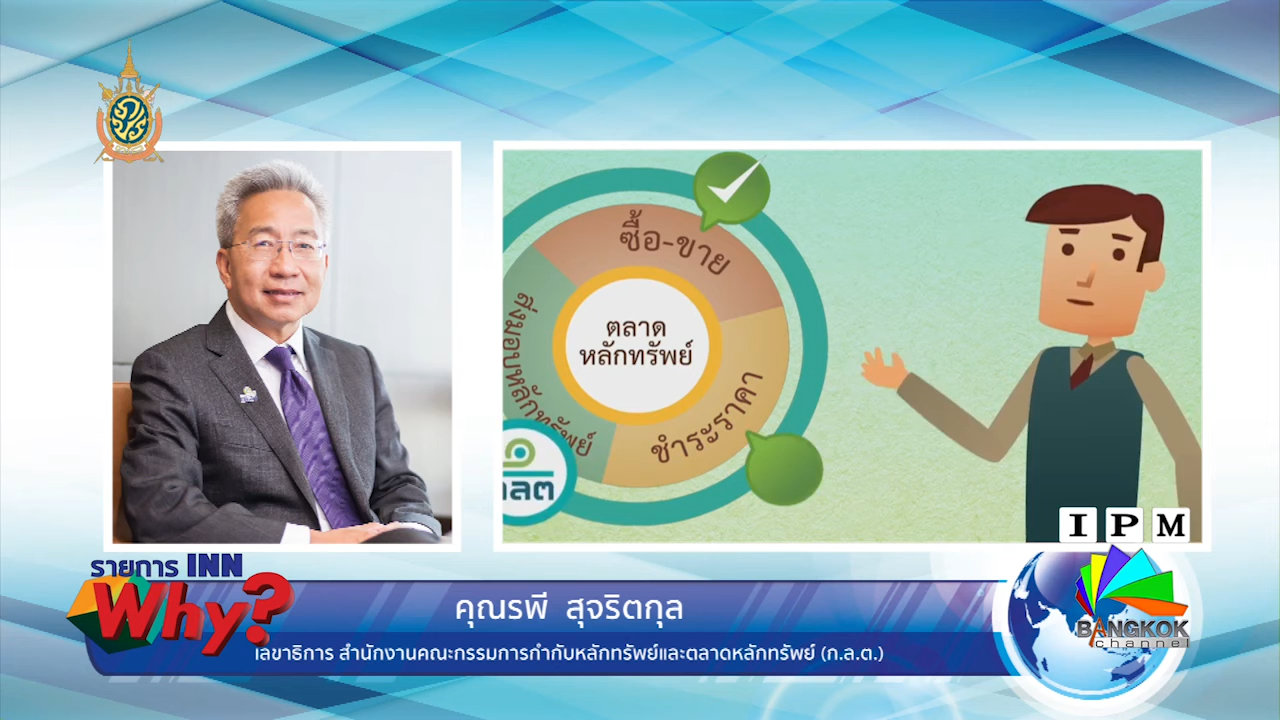 ซื้อ-ขาย
ตลาด
หลักทรัพย์
ส่งมอบหลักทรัพย์
ชำระราคา
กลต
I P M
รายการ INN
Why?
คุณรพี สุจริตกุล
เลขาธิการ สำนักงานคณะกรรมการกำกับหลักทรัพย์และตลาดหลักทรัพย์ (ก.ล.ต.)
BANGKOK
channel